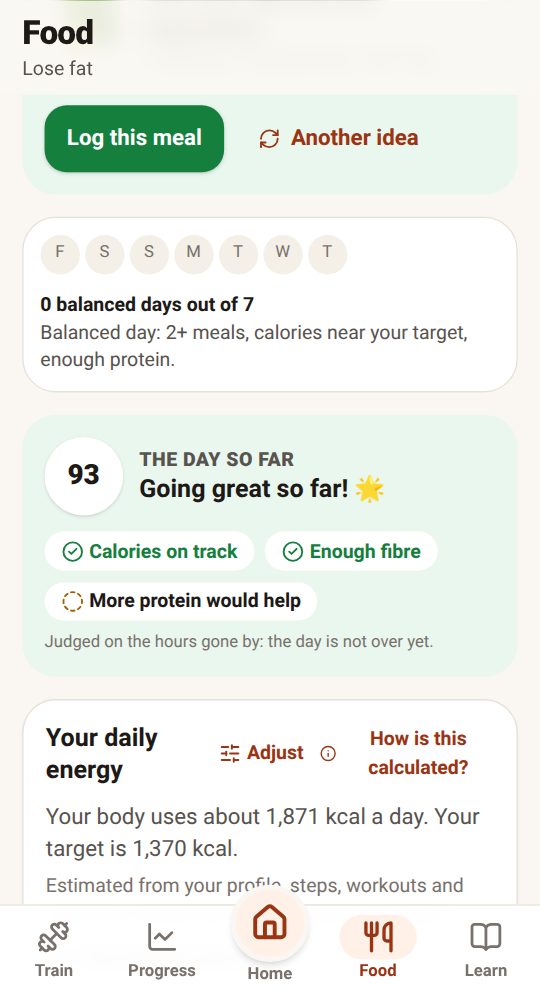 Food
Lose fat
Log this meal
Another idea
F S S M T W T
0 balanced days out of 7
Balanced day: 2+ meals, calories near your target,
enough protein.
93
THE DAY SO FAR
Going great so far! 🌟
Calories on track
Enough fibre
More protein would help
Judged on the hours gone by: the day is not over yet.
Your daily
energy
Adjust
How is this
calculated?
Your body uses about 1,871 kcal a day. Your
target is 1,370 kcal.
Estimated from your profile, steps, workouts and
Train
Progress
Home
Food
Learn